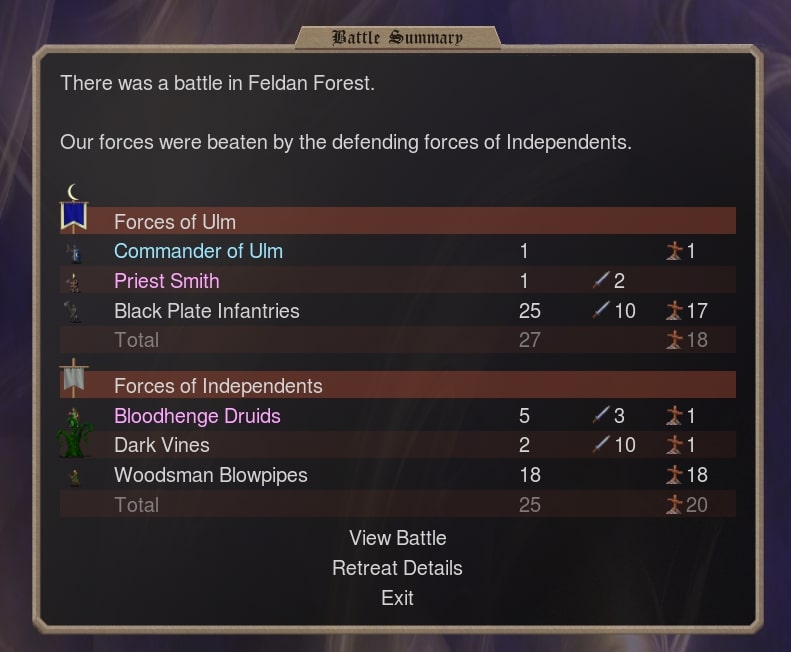 Battle Summary
There was a battle in Feldan Forest.
Our forces were beaten by the defending forces of Independents.
Forces of Ulm
Commander of Ulm 1 1
Priest Smith 1 2
Black Plate Infantries 25 10 17
Total 27 18
Forces of Independents
Bloodhenge Druids 5 3 1
Dark Vines 2 10 1
Woodsman Blowpipes 18 18
Total 25 20
View Battle
Retreat Details
Exit